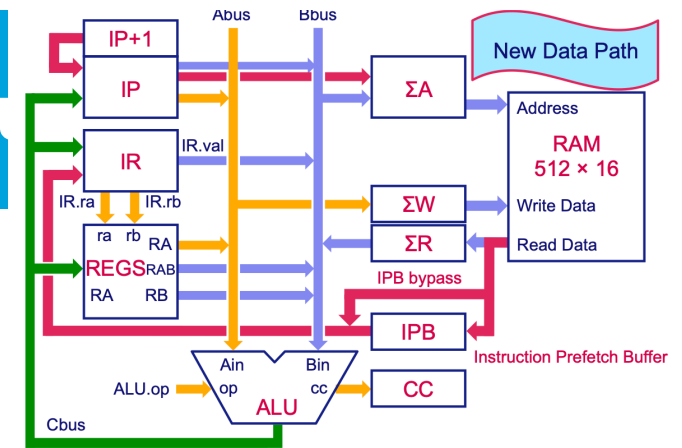 Abus
Bbus
IP+1
IP
ΣA
New Data Path
Address
RAM
512 × 16
Write Data
Read Data
IR
IR.val
IR.ra
IR.rb
ra
rb
RA
REGS
RAB
RA
RB
ΣW
ΣR
IPB bypass
IPB
Instruction Prefetch Buffer
Ain
Bin
ALU.op
op
cc
ALU
CC
Cbus